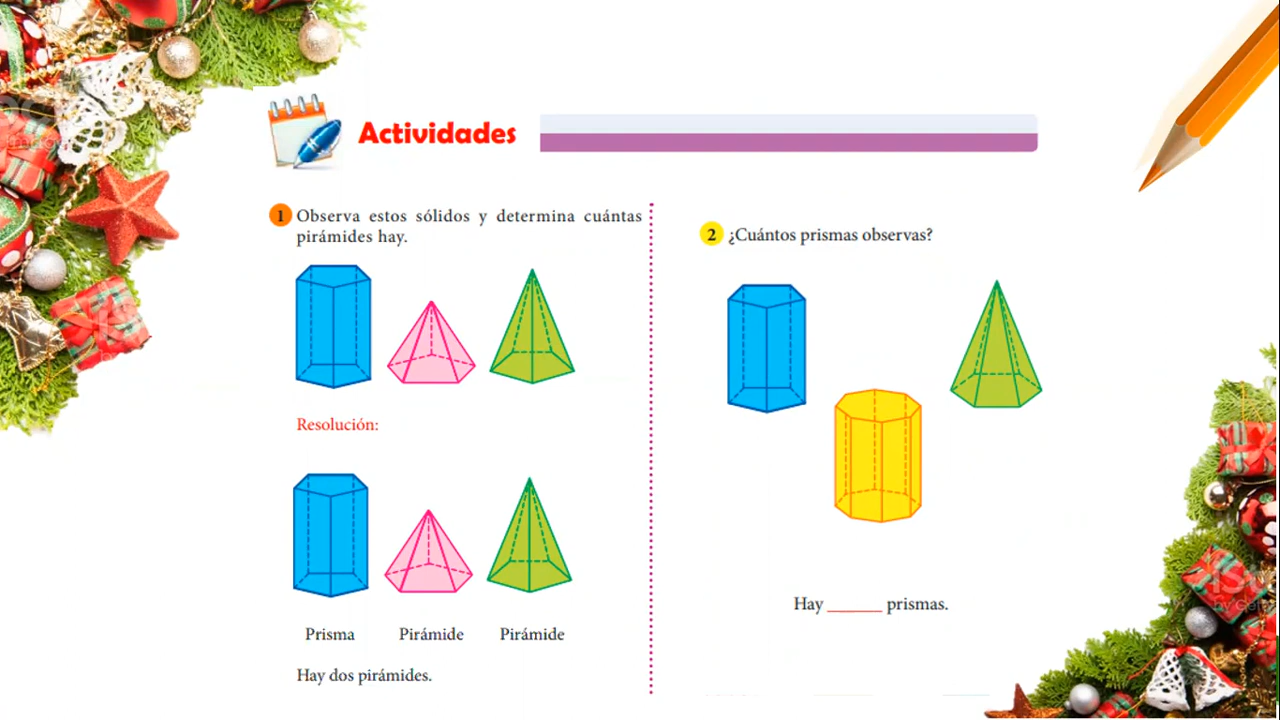 Actividades
1 Observa estos sólidos y determina cuántas
pirámides hay.
Resolución:
Prisma Pirámide Pirámide
Hay dos pirámides.
2 ¿Cuántos prismas observas?
Hay ______ prismas.